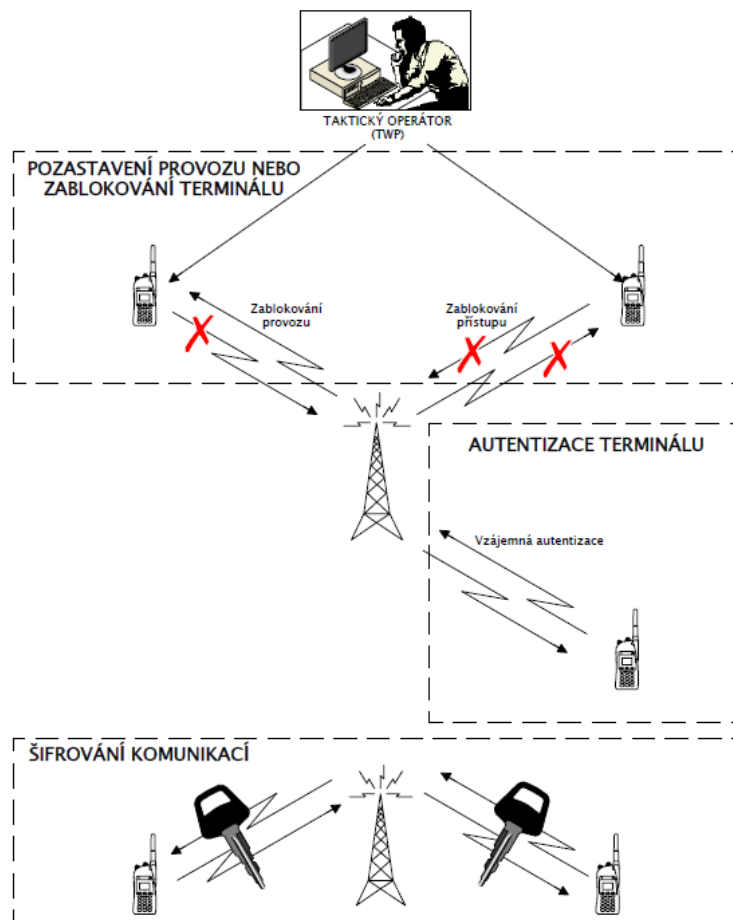 TAKTICKÝ OPERÁTOR
(TWP)
POZASTAVENÍ PROVOZU NEBO
ZABLOKOVÁNÍ TERMINÁLU
Zablokování
provozu
Zablokování
přístupu
AUTENTIZACE TERMINÁLU
Vzájemná autentizace
ŠIFROVÁNÍ KOMUNIKACÍ